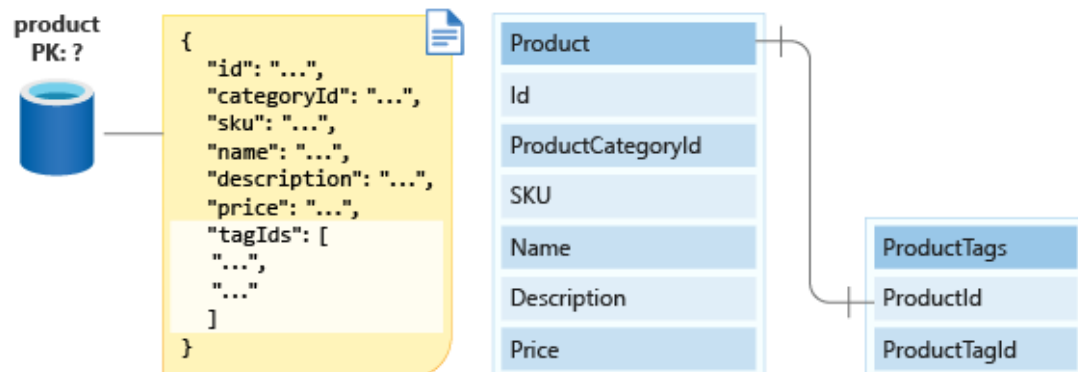 product
PK: ?
{
"id": "...",
"categoryId": "...",
"sku": "...",
"name": "...",
"description": "...",
"price": "...",
"tagIds": [
"...",
"..."
]
}
Product
Id
ProductCategoryId
SKU
Name
Description
Price
ProductTags
ProductId
ProductTagId